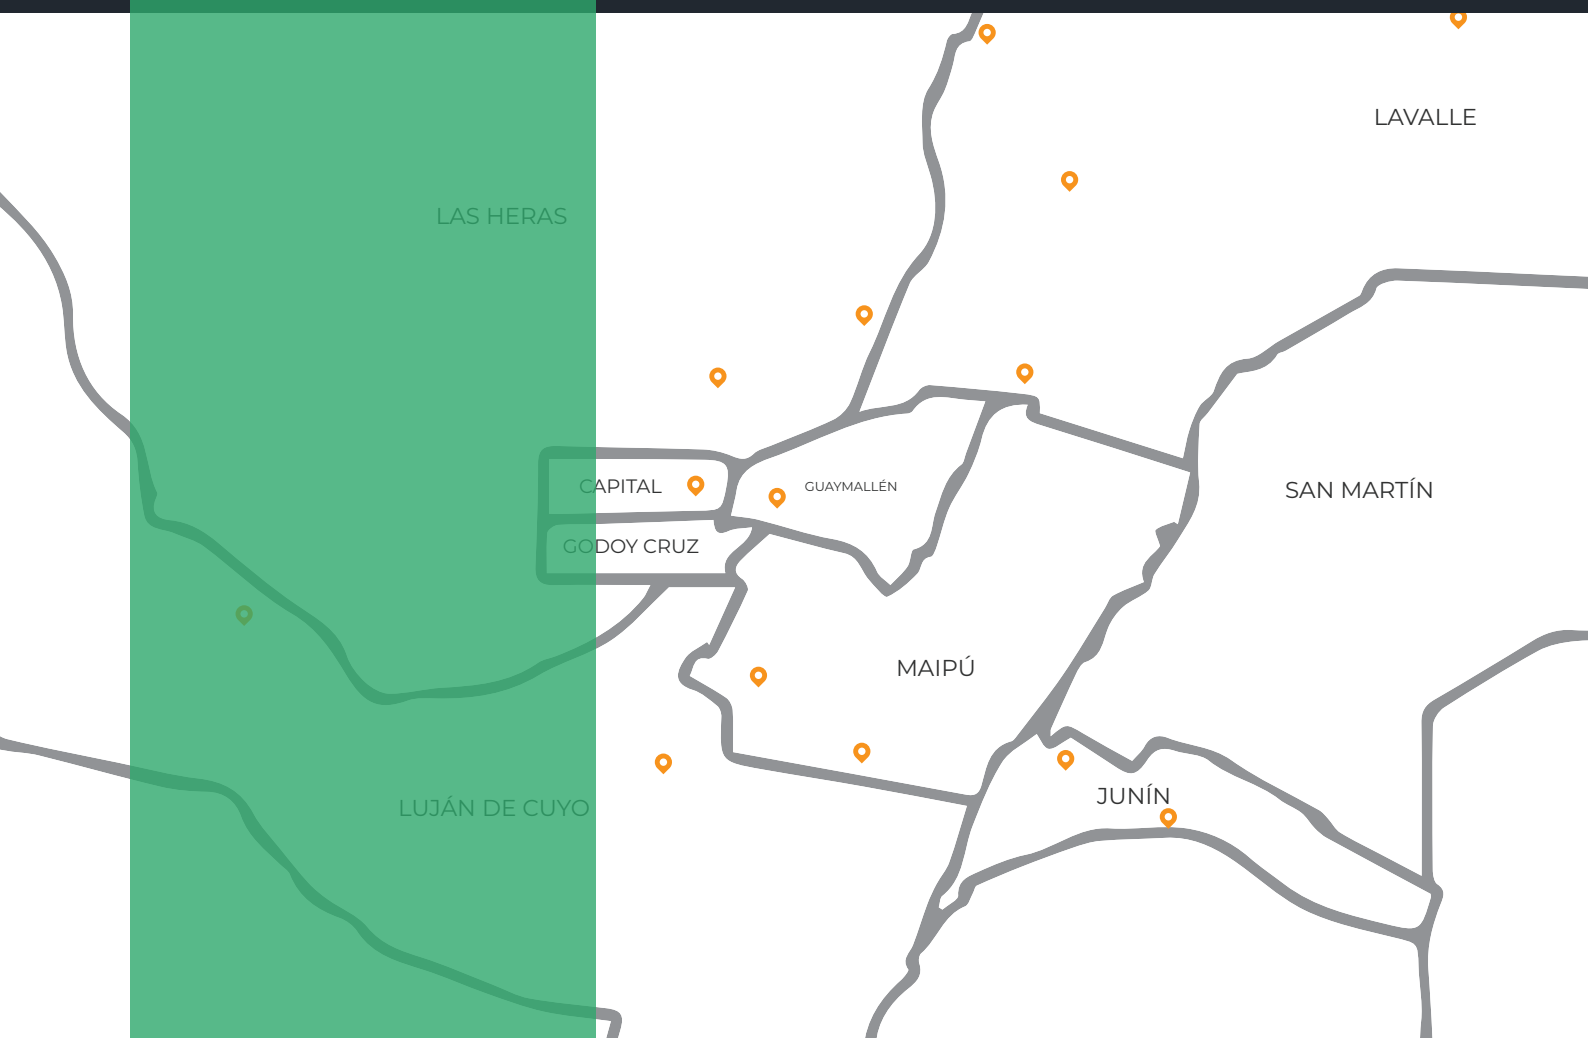 LAVALLE
LAS HERAS
CAPITAL
GUAYMALLÉN
SAN MARTÍN
GODOY CRUZ
MAIPÚ
JUNÍN
LUJÁN DE CUYO